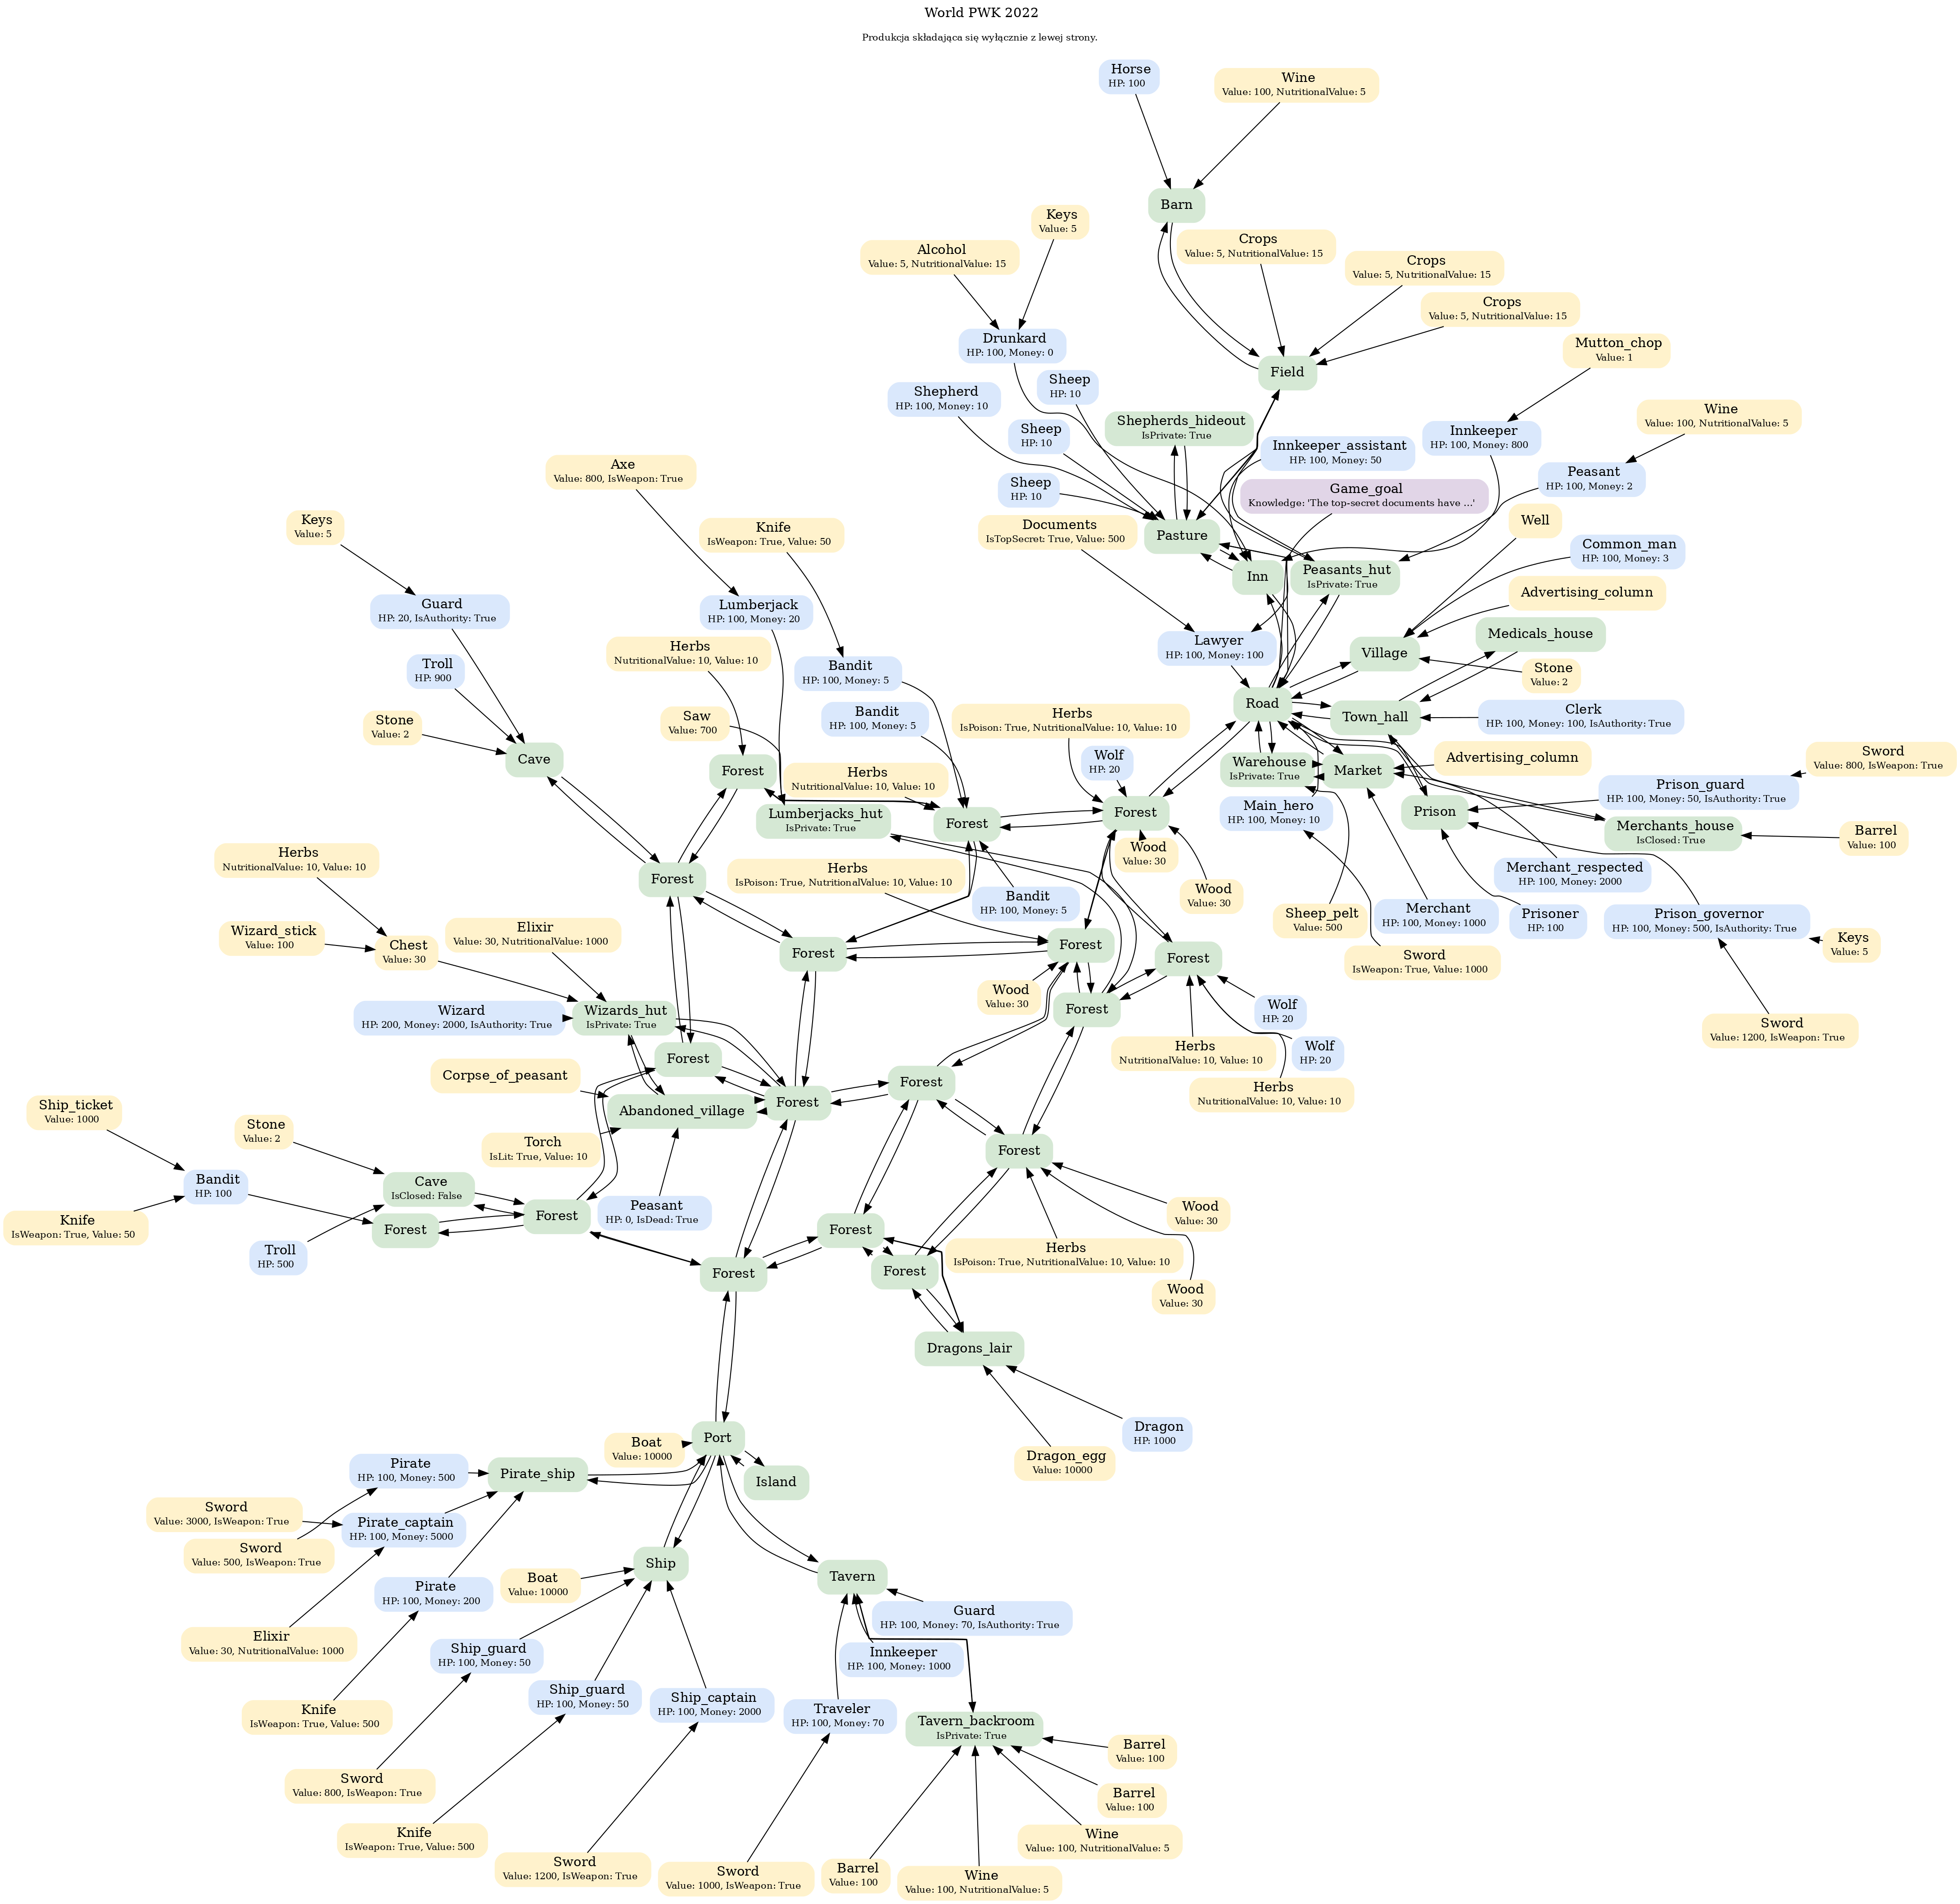 World PWK 2022
Produkcja składająca się wyłącznie z lewej strony.
Horse
HP: 100
Wine
Value: 100, NutritionalValue: 5
Barn
Keys
Value: 5
Alcohol
Value: 5, NutritionalValue: 15
Crops
Value: 5, NutritionalValue: 15
Crops
Value: 5, NutritionalValue: 15
Crops
Value: 5, NutritionalValue: 15
Drunkard
HP: 100, Money: 0
Mutton_chop
Value: 1
Field
Sheep
HP: 10
Shepherd
HP: 100, Money: 10
Shepherds_hideout
IsPrivate: True
Sheep
HP: 10
Innkeeper_assistant
HP: 100, Money: 50
Innkeeper
HP: 100, Money: 800
Wine
Value: 100, NutritionalValue: 5
Axe
Value: 800, IsWeapon: True
Sheep
HP: 10
Game_goal
Knowledge: 'The top-secret documents have ...'
Peasant
HP: 100, Money: 2
Keys
Value: 5
Knife
IsWeapon: True, Value: 50
Documents
IsTopSecret: True, Value: 500
Pasture
Well
Common_man
HP: 100, Money: 3
Inn
Peasants_hut
IsPrivate: True
Advertising_column
Guard
HP: 20, IsAuthority: True
Lumberjack
HP: 100, Money: 20
Medicals_house
Herbs
NutritionalValue: 10, Value: 10
Lawyer
HP: 100, Money: 100
Village
Troll
HP: 900
Bandit
HP: 100, Money: 5
Stone
Value: 2
Stone
Value: 2
Saw
Value: 700
Bandit
HP: 100, Money: 5
Herbs
IsPoison: True, NutritionalValue: 10, Value: 10
Road
Town_hall
Clerk
HP: 100, Money: 100, IsAuthority: True
Cave
Forest
Herbs
NutritionalValue: 10, Value: 10
Wolf
HP: 20
Warehouse
IsPrivate: True
Market
Advertising_column
Sword
Value: 800, IsWeapon: True
Prison_guard
HP: 100, Money: 50, IsAuthority: True
Lumberjacks_hut
IsPrivate: True
Forest
Forest
Main_hero
HP: 100, Money: 10
Prison
Merchants_house
IsClosed: True
Barrel
Value: 100
Herbs
NutritionalValue: 10, Value: 10
Forest
Herbs
IsPoison: True, NutritionalValue: 10, Value: 10
Wood
Value: 30
Wood
Value: 30
Merchant_respected
HP: 100, Money: 2000
Bandit
HP: 100, Money: 5
Sheep_pelt
Value: 500
Merchant
HP: 100, Money: 1000
Prisoner
HP: 100
Prison_governor
HP: 100, Money: 500, IsAuthority: True
Wizard_stick
Value: 100
Elixir
Value: 30, NutritionalValue: 1000
Chest
Value: 30
Forest
Forest
Forest
Sword
IsWeapon: True, Value: 1000
Keys
Value: 5
Wizard
HP: 200, Money: 2000, IsAuthority: True
Wizards_hut
IsPrivate: True
Wood
Value: 30
Forest
Wolf
HP: 20
Sword
Value: 1200, IsWeapon: True
Forest
Herbs
NutritionalValue: 10, Value: 10
Wolf
HP: 20
Corpse_of_peasant
Forest
Herbs
NutritionalValue: 10, Value: 10
Ship_ticket
Value: 1000
Abandoned_village
Forest
Stone
Value: 2
Torch
IsLit: True, Value: 10
Forest
Bandit
HP: 100
Cave
IsClosed: False
Knife
IsWeapon: True, Value: 50
Forest
Forest
Peasant
HP: 0, IsDead: True
Forest
Wood
Value: 30
Troll
HP: 500
Forest
Forest
Herbs
IsPoison: True, NutritionalValue: 10, Value: 10
Wood
Value: 30
Dragons_lair
Port
Boat
Value: 10000
Dragon
HP: 1000
Dragon_egg
Value: 10000
Pirate
HP: 100, Money: 500
Pirate_ship
Island
Sword
Value: 3000, IsWeapon: True
Pirate_captain
HP: 100, Money: 5000
Sword
Value: 500, IsWeapon: True
Ship
Boat
Value: 10000
Tavern
Pirate
HP: 100, Money: 200
Guard
HP: 100, Money: 70, IsAuthority: True
Elixir
Value: 30, NutritionalValue: 1000
Ship_guard
HP: 100, Money: 50
Innkeeper
HP: 100, Money: 1000
Ship_guard
HP: 100, Money: 50
Ship_captain
HP: 100, Money: 2000
Knife
IsWeapon: True, Value: 500
Traveler
HP: 100, Money: 70
Tavern_backroom
IsPrivate: True
Barrel
Value: 100
Sword
Value: 800, IsWeapon: True
Barrel
Value: 100
Knife
IsWeapon: True, Value: 500
Wine
Value: 100, NutritionalValue: 5
Sword
Value: 1200, IsWeapon: True
Sword
Value: 1000, IsWeapon: True
Barrel
Value: 100
Wine
Value: 100, NutritionalValue: 5